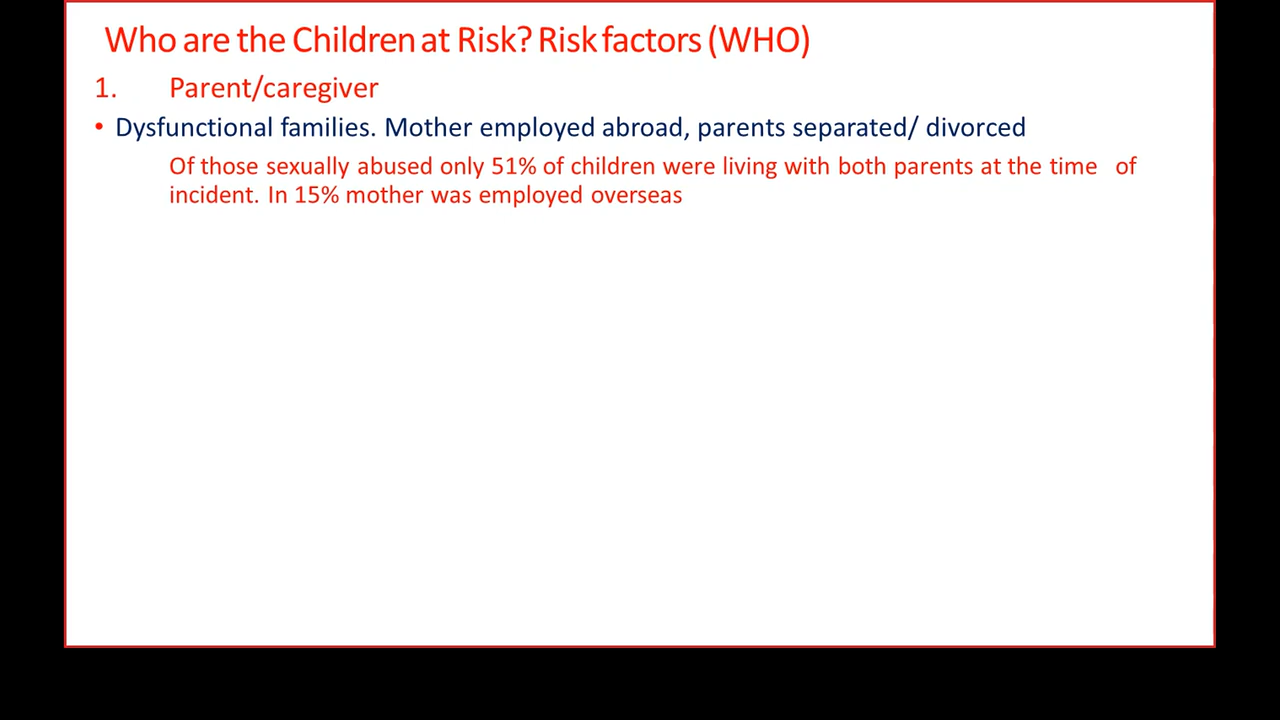 Who are the Children at Risk? Risk factors (WHO)
1. Parent/caregiver
• Dysfunctional families. Mother employed abroad, parents separated/ divorced
Of those sexually abused only 51% of children were living with both parents at the time of
incident. In 15% mother was employed overseas